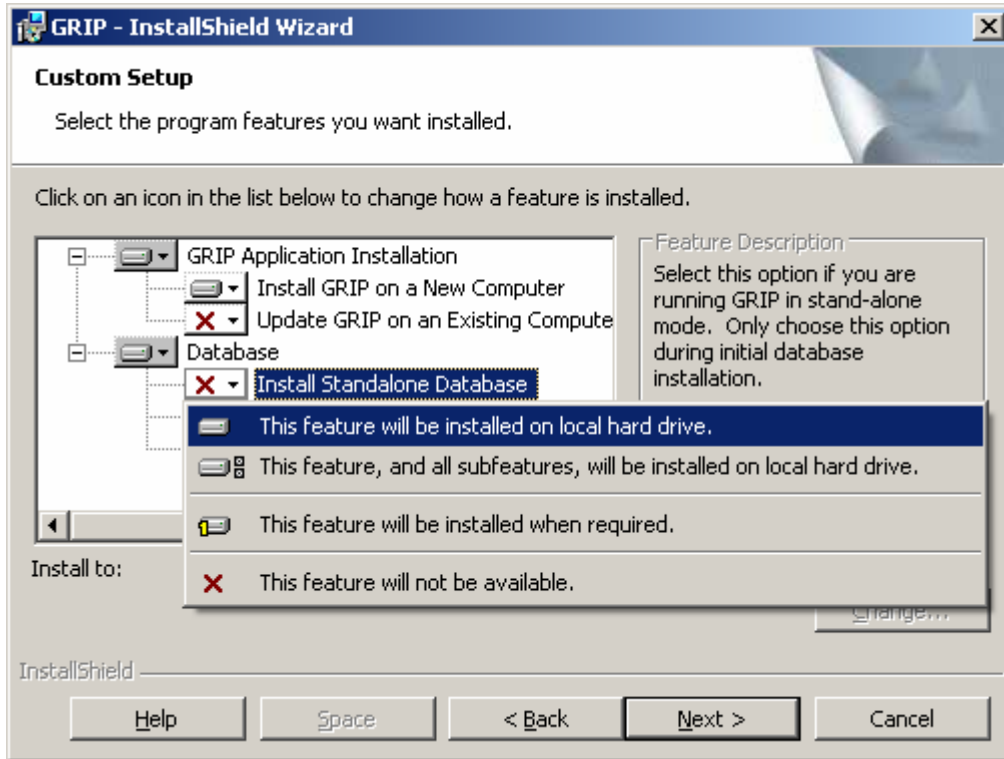 GRIP - InstallShield Wizard
Custom Setup
Select the program features you want installed.
Click on an icon in the list below to change how a feature is installed.
GRIP Application Installation
Install GRIP on a New Computer
Update GRIP on an Existing Compute
Database
Install Standalone Database
Feature Description
Select this option if you are
running GRIP in stand-alone
mode. Only choose this option
during initial database
installation.
This feature will be installed on local hard drive.
This feature, and all subfeatures, will be installed on local hard drive.
This feature will be installed when required.
This feature will not be available.
Install to:
Change...
InstallShield
Help
Space
< Back
Next >
Cancel